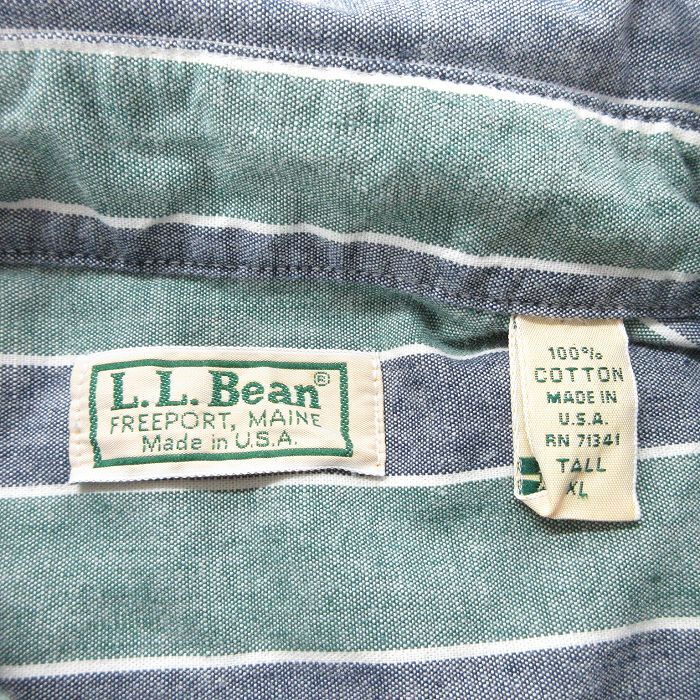 L.L. Bean®
FREEPORT, MAINE
Made in U.S.A.
100%
COTTON
MADE IN
U.S.A.
RN 71341
TALL
XL